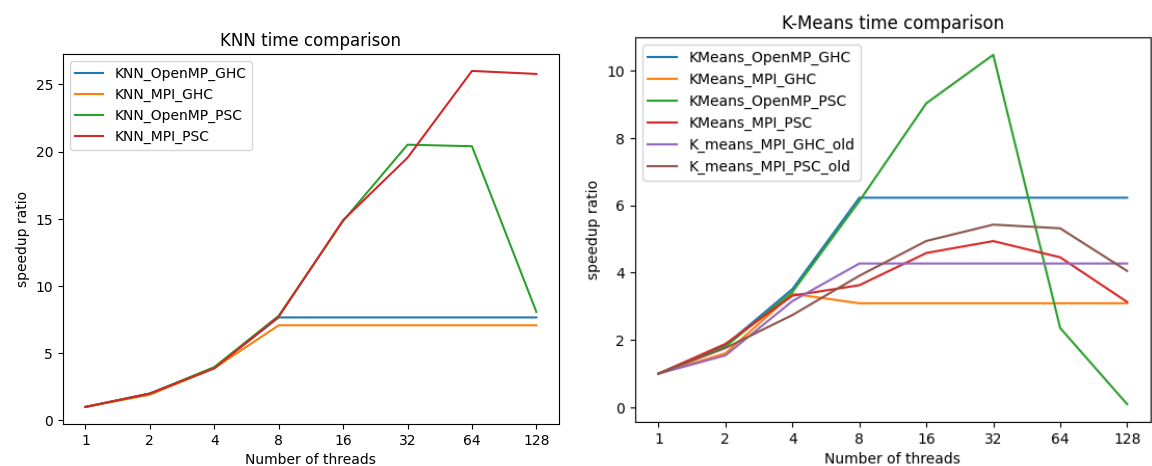 KNN time comparison
KNN_OpenMP_GHC
KNN_MPI_GHC
KNN_OpenMP_PSC
KNN_MPI_PSC
speedup ratio
25
20
15
10
5
0
1 2 4 8 16 32 64 128
Number of threads
K-Means time comparison
KMeans_OpenMP_GHC
KMeans_MPI_GHC
KMeans_OpenMP_PSC
KMeans_MPI_PSC
K_means_MPI_GHC_old
K_means_MPI_PSC_old
speedup ratio
10
8
6
4
2
0
1 2 4 8 16 32 64 128
Number of threads